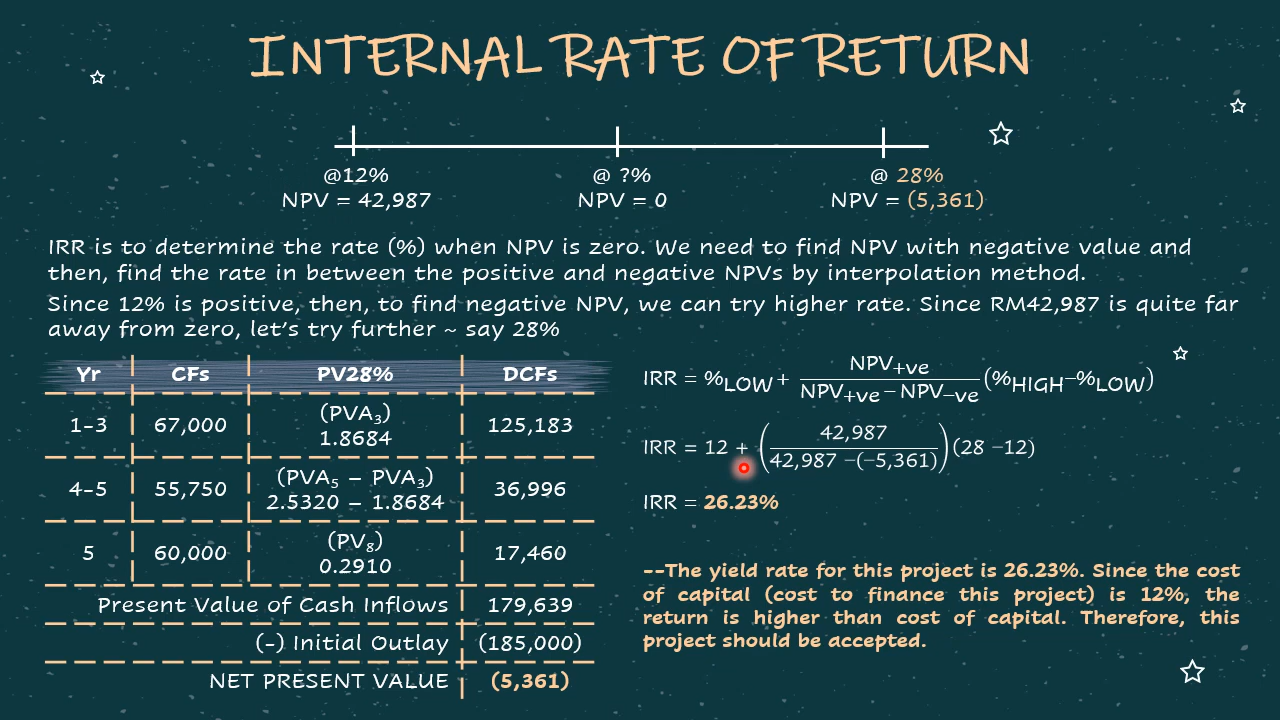 INTERNAL RATE OF RETURN
@12%
NPV = 42,987
@ ?%
NPV = 0
@ 28%
NPV = (5,361)
IRR is to determine the rate (%) when NPV is zero. We need to find NPV with negative value and
then, find the rate in between the positive and negative NPVs by interpolation method.
Since 12% is positive, then, to find negative NPV, we can try higher rate. Since RM42,987 is quite far
away from zero, let's try further ~ say 28%
Yr CFs PV28% DCFs
1-3 67,000 (PVA₃) 1.8684 125,183
4-5 55,750 (PVA₅ – PVA₃) 2.5320 – 1.8684 36,996
5 60,000 (PV₈) 0.2910 17,460
Present Value of Cash Inflows 179,639
(-) Initial Outlay (185,000)
NET PRESENT VALUE (5,361)
IRR = %LOW + NPV+ve / NPV+ve – NPV–ve (%HIGH–%LOW)
IRR = 12 + (42,987 / 42,987 –(–5,361)) (28 –12)
IRR = 26.23%
--The yield rate for this project is 26.23%. Since the cost
of capital (cost to finance this project) is 12%, the
return is higher than cost of capital. Therefore, this
project should be accepted.